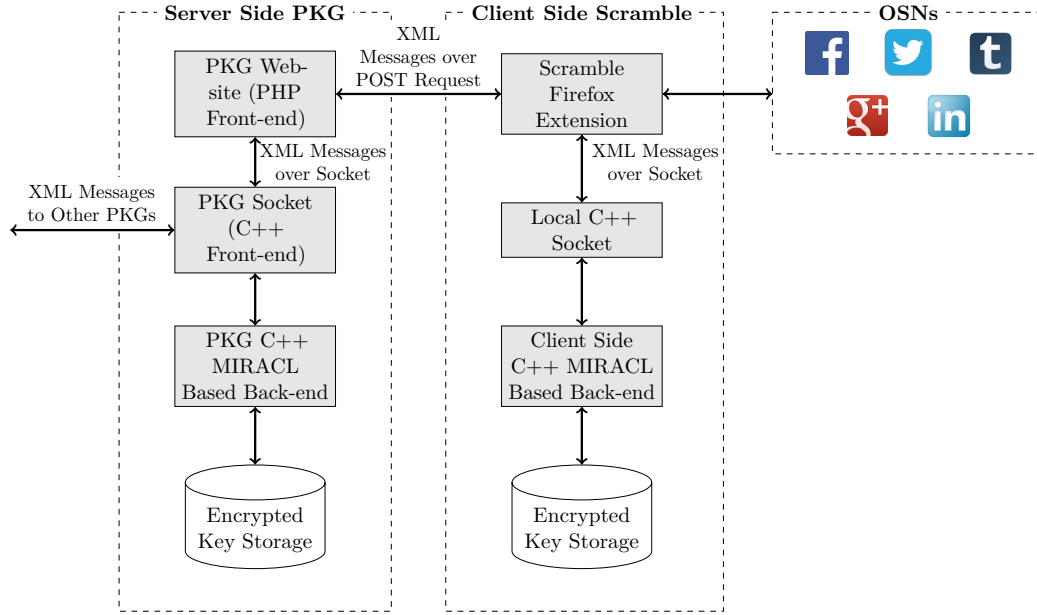 Server Side PKG
Client Side Scramble
OSNs
PKG Web-
site (PHP
Front-end)
XML
Messages over
POST Request
Scramble
Firefox
Extension
f
t
g+
in
XML Messages
over Socket
XML Messages
over Socket
XML Messages
to Other PKGs
PKG Socket
(C++
Front-end)
Local C++
Socket
PKG C++
MIRACL
Based Back-end
Client Side
C++ MIRACL
Based Back-end
Encrypted
Key Storage
Encrypted
Key Storage